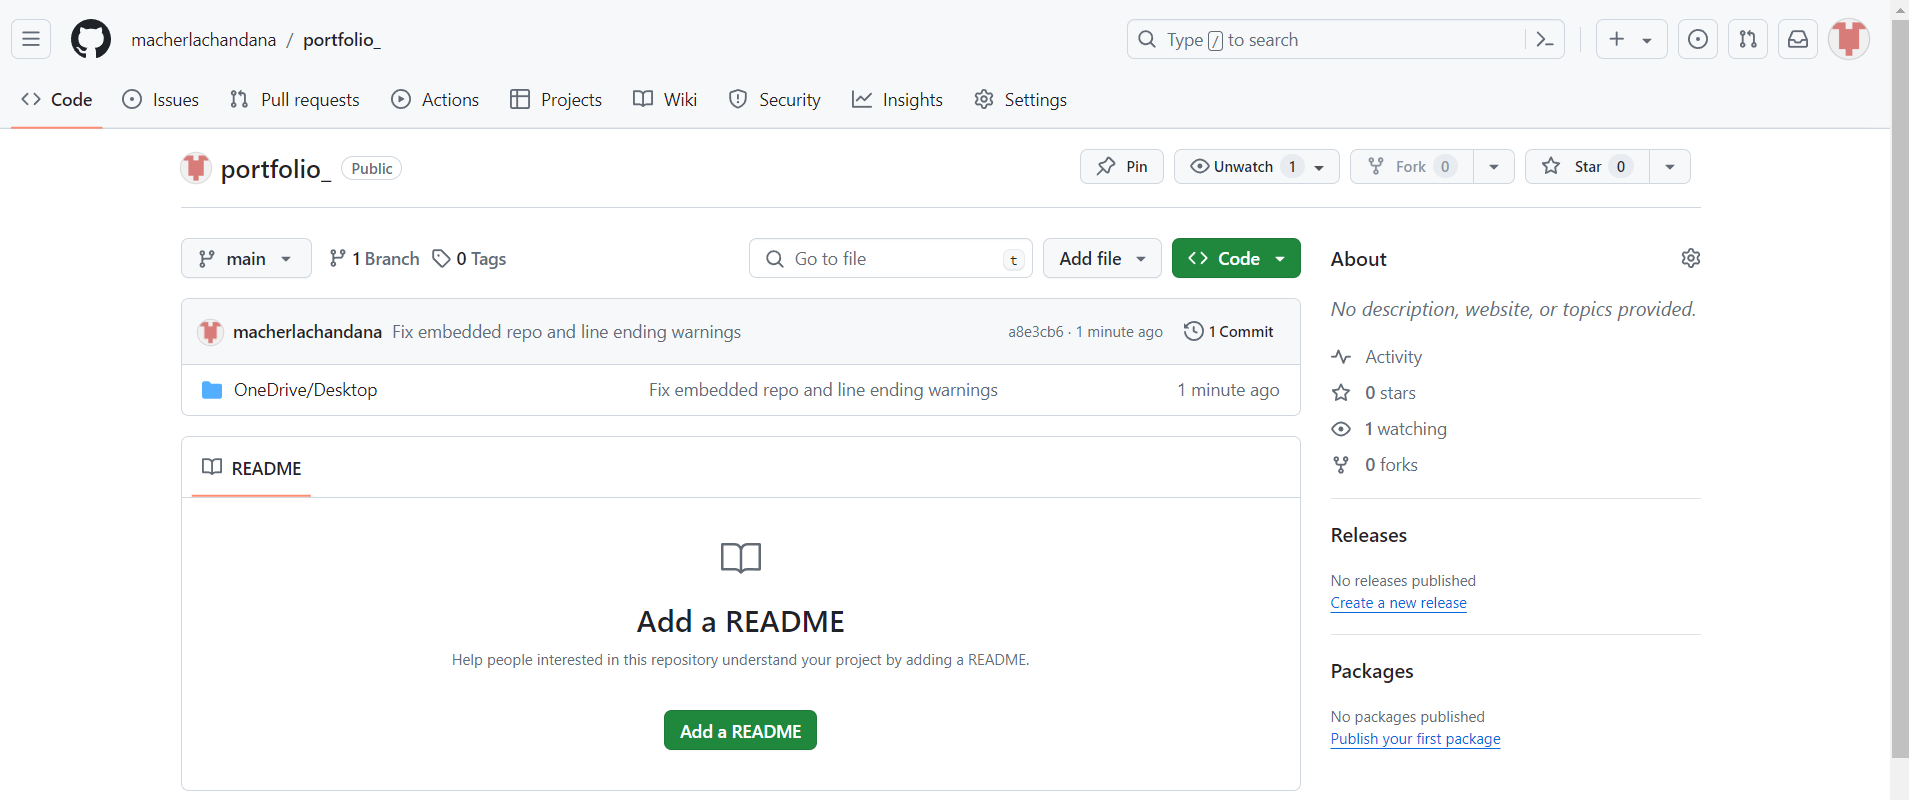 macherlachandana / portfolio_
Type / to search
Code Issues Pull requests Actions Projects Wiki Security Insights Settings
portfolio_ Public
Pin Unwatch 1 Fork 0 Star 0
main 1 Branch 0 Tags Go to file t Add file Code
macherlachandana Fix embedded repo and line ending warnings a8e3cb6 · 1 minute ago 1 Commit
OneDrive/Desktop Fix embedded repo and line ending warnings 1 minute ago
README
Add a README
Help people interested in this repository understand your project by adding a README.
Add a README
About
No description, website, or topics provided.
Activity
0 stars
1 watching
0 forks
Releases
No releases published
Create a new release
Packages
No packages published
Publish your first package